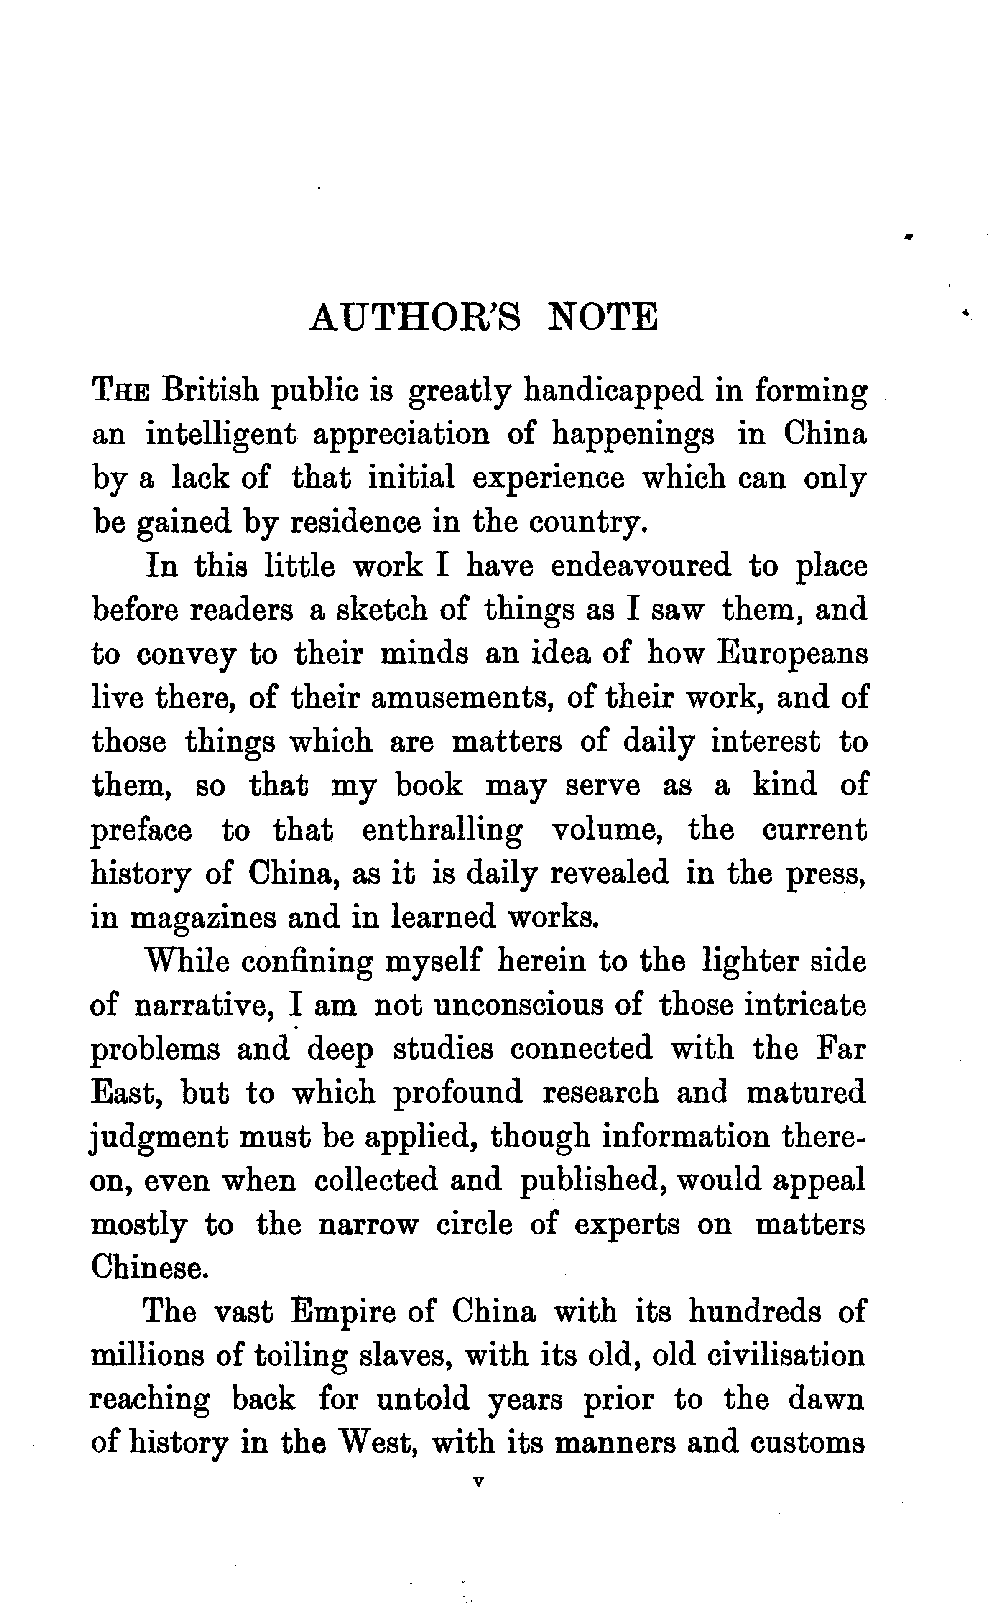 AUTHOR'S NOTE
THE British public is greatly handicapped in forming
an intelligent appreciation of happenings in China
by a lack of that initial experience which can only
be gained by residence in the country.
In this little work I have endeavoured to place
before readers a sketch of things as I saw them, and
to convey to their minds an idea of how Europeans
live there, of their amusements, of their work, and of
those things which are matters of daily interest to
them, so that my book may serve as a kind of
preface to that enthralling volume, the current
history of China, as it is daily revealed in the press,
in magazines and in learned works.
While confining myself herein to the lighter side
of narrative, I am not unconscious of those intricate
problems and deep studies connected with the Far
East, but to which profound research and matured
judgment must be applied, though information there-
on, even when collected and published, would appeal
mostly to the narrow circle of experts on matters
Chinese.
The vast Empire of China with its hundreds of
millions of toiling slaves, with its old, old civilisation
reaching back for untold years prior to the dawn
of history in the West, with its manners and customs
v